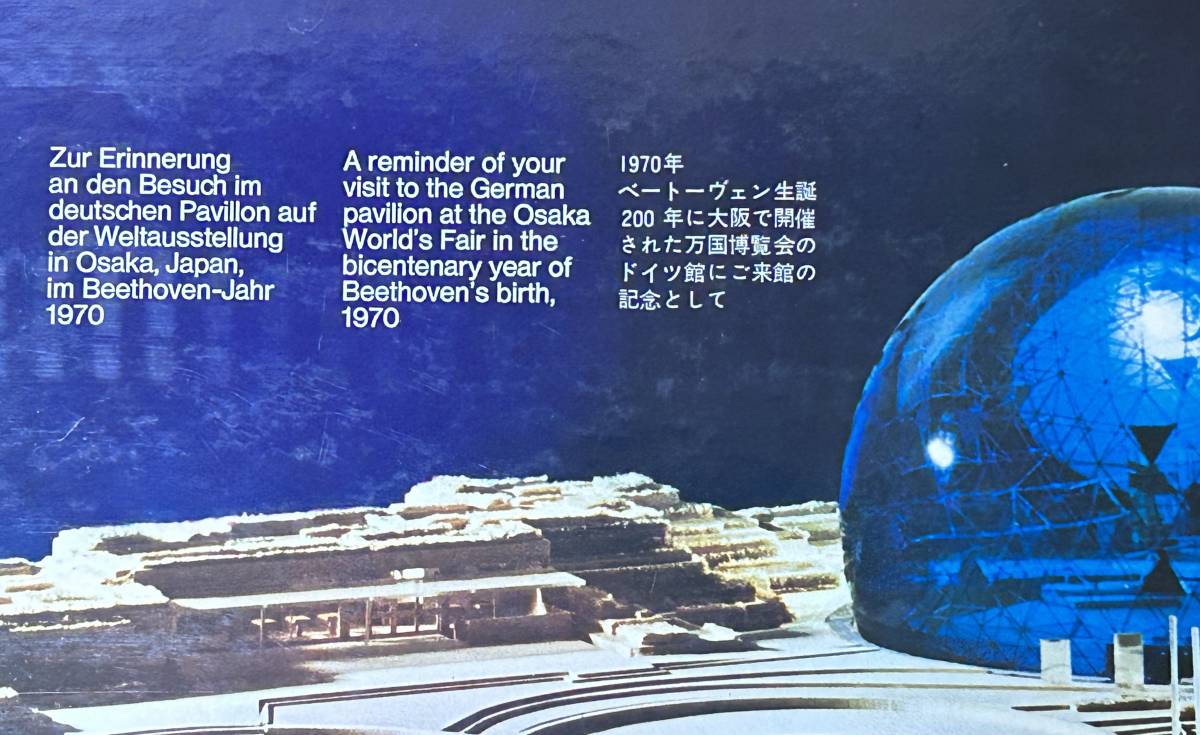 Zur Erinnerung
an den Besuch im
deutschen Pavillon auf
der Weltausstellung
in Osaka, Japan,
im Beethoven-Jahr
1970
A reminder of your
visit to the German
pavilion at the Osaka
World's Fair in the
bicentenary year of
Beethoven's birth,
1970
1970年
ベートーヴェン生誕
200年に大阪で開催
された万国博覧会の
ドイツ館にご来館の
記念として